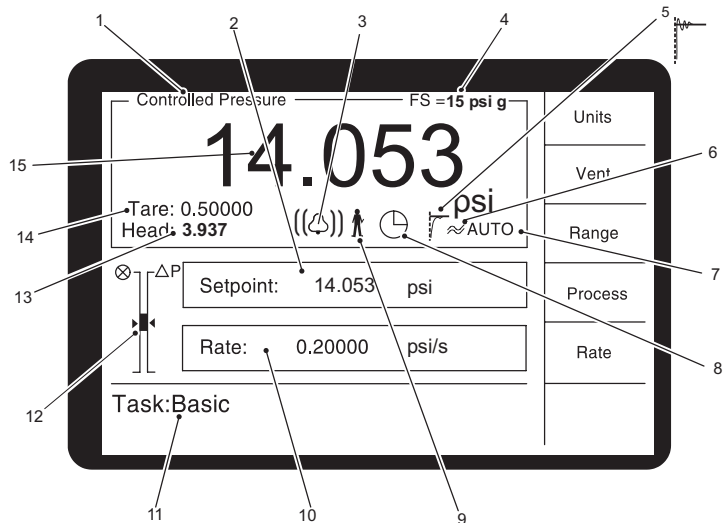 1 2 3 4 5
Controlled Pressure FS =15 psi g
14.053
psi
Tare: 0.50000
Head: 3.937
AUTO
△P
Setpoint: 14.053 psi
Rate: 0.20000 psi/s
Task:Basic
Units
Vent
Range
Process
Rate
6
7
8
9
10
11
12
13
14
15